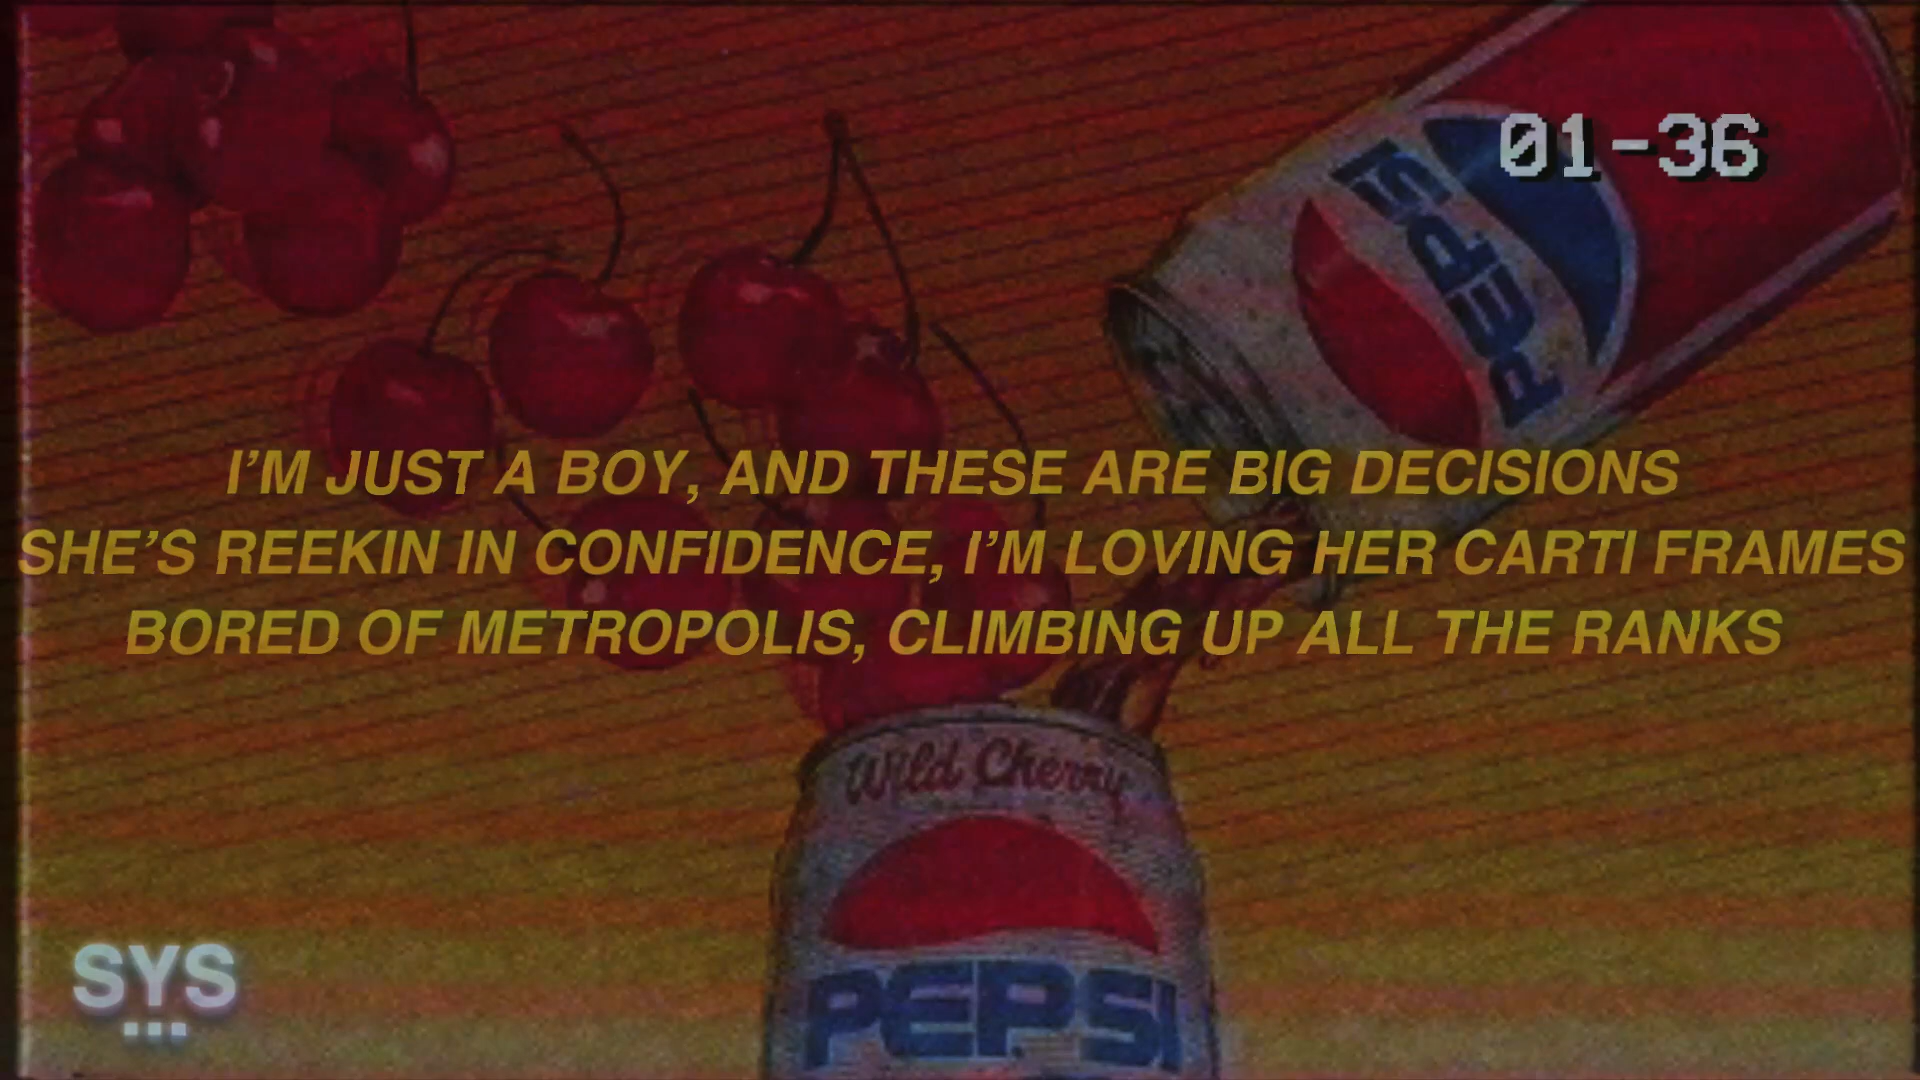 01-36
PEPSI
I'M JUST A BOY, AND THESE ARE BIG DECISIONS
SHE'S REEKIN IN CONFIDENCE, I'M LOVING HER CARTI FRAMES
BORED OF METROPOLIS, CLIMBING UP ALL THE RANKS
Wild Cherry
PEPSI
SYS
...